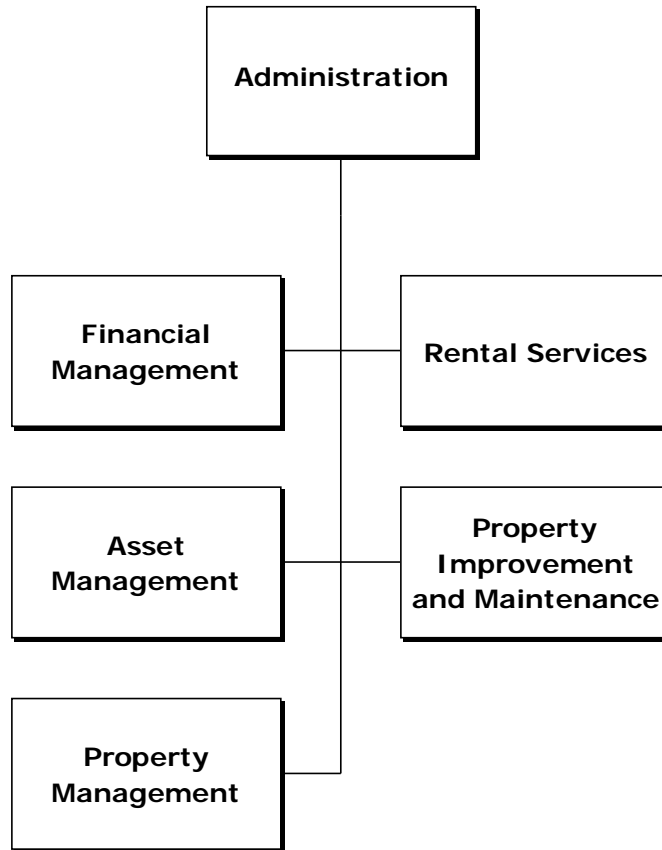 Administration
Financial
Management
Rental Services
Asset
Management
Property
Improvement
and Maintenance
Property
Management